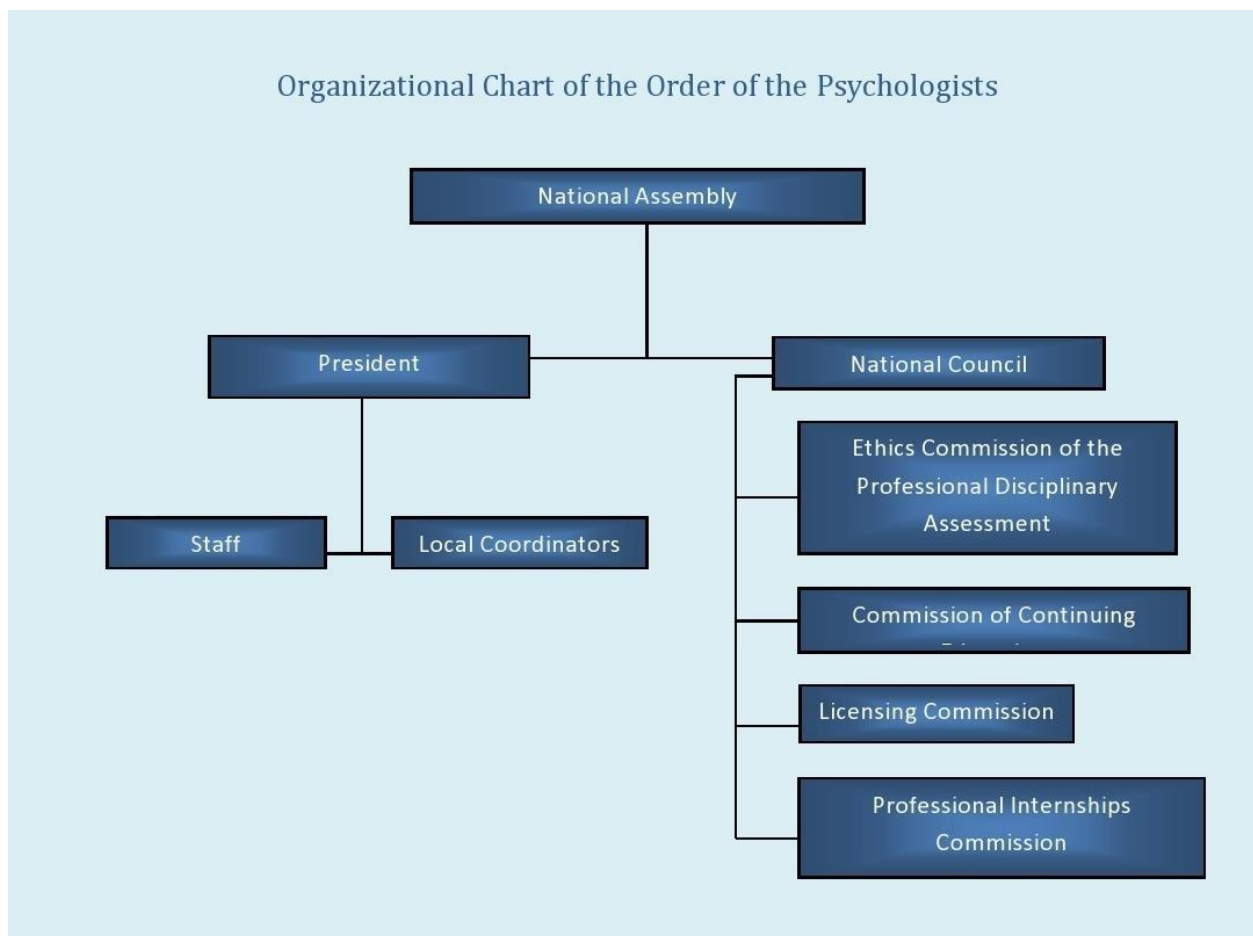 Organizational Chart of the Order of the Psychologists
National Assembly
President
National Council
Ethics Commission of the
Professional Disciplinary
Assessment
Staff
Local Coordinators
Commission of Continuing
Licensing Commission
Professional Internships
Commission